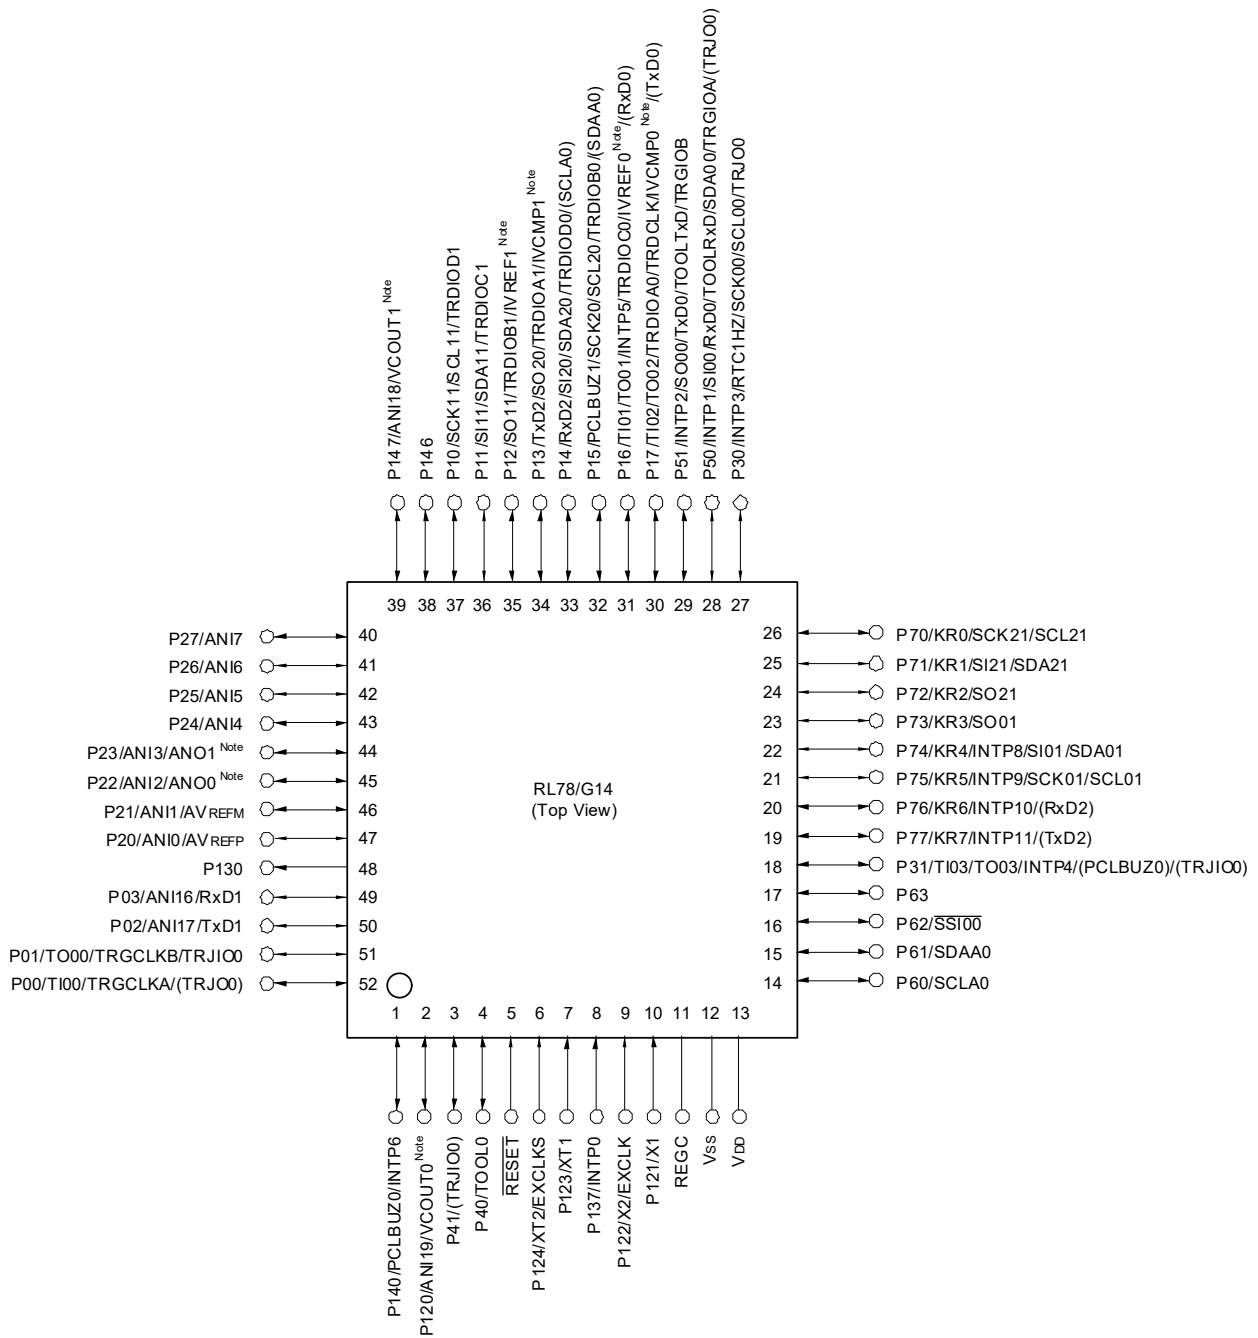 P147/ANI18/VCOUT1 Note
P146
P10/SCK11/SCL11/TRDIOD1
P11/SI11/SDA11/TRDIOC1
P12/SO11/TRDIOB1/IVREF1 Note
P13/TxD2/SO20/TRDIOA1/IVCMP1 Note
P14/RxD2/SI20/SDA20/TRDIOD0/(SCLA0)
P15/PCLBUZ1/SCK20/SCL20/TRDIOB0/(SDAA0)
P16/TI01/TO01/INTP5/TRDIOC0/IVREF0 Note/(RxD0)
P17/TI02/TO02/TRDIOA0/TRDCLK/IVCMP0 Note/(TxD0)
P51/INTP2/SO00/TxD0/TOOLTxD/TRGIOB
P50/INTP1/SI00/RxD0/TOOLRxD/SDA00/TRGIOA/(TRJO0)
P30/INTP3/RTC1HZ/SCK00/SCL00/TRJO0
39 38 37 36 35 34 33 32 31 30 29 28 27
P27/ANI7 40
P26/ANI6 41
P25/ANI5 42
P24/ANI4 43
P23/ANI3/ANO1 Note 44
P22/ANI2/ANO0 Note 45
P21/ANI1/AVREFM 46
P20/ANI0/AVREFP 47
P130 48
P03/ANI16/RxD1 49
P02/ANI17/TxD1 50
P01/TO00/TRGCLKB/TRJIO0 51
P00/TI00/TRGCLKA/(TRJO0) 52
RL78/G14
(Top View)
26 P70/KR0/SCK21/SCL21
25 P71/KR1/SI21/SDA21
24 P72/KR2/SO21
23 P73/KR3/SO01
22 P74/KR4/INTP8/SI01/SDA01
21 P75/KR5/INTP9/SCK01/SCL01
20 P76/KR6/INTP10/(RxD2)
19 P77/KR7/INTP11/(TxD2)
18 P31/TI03/TO03/INTP4/(PCLBUZ0)/(TRJIO0)
17 P63
16 P62/SSI00
15 P61/SDAA0
14 P60/SCLA0
1 2 3 4 5 6 7 8 9 10 11 12 13
P140/PCLBUZ0/INTP6
P120/ANI19/VCOUT0 Note
P41/(TRJIO0)
P40/TOOL0
RESET
P124/XT2/EXCLKS
P123/XT1
P137/INTP0
P122/X2/EXCLK
P121/X1
REGC
VSS
VDD